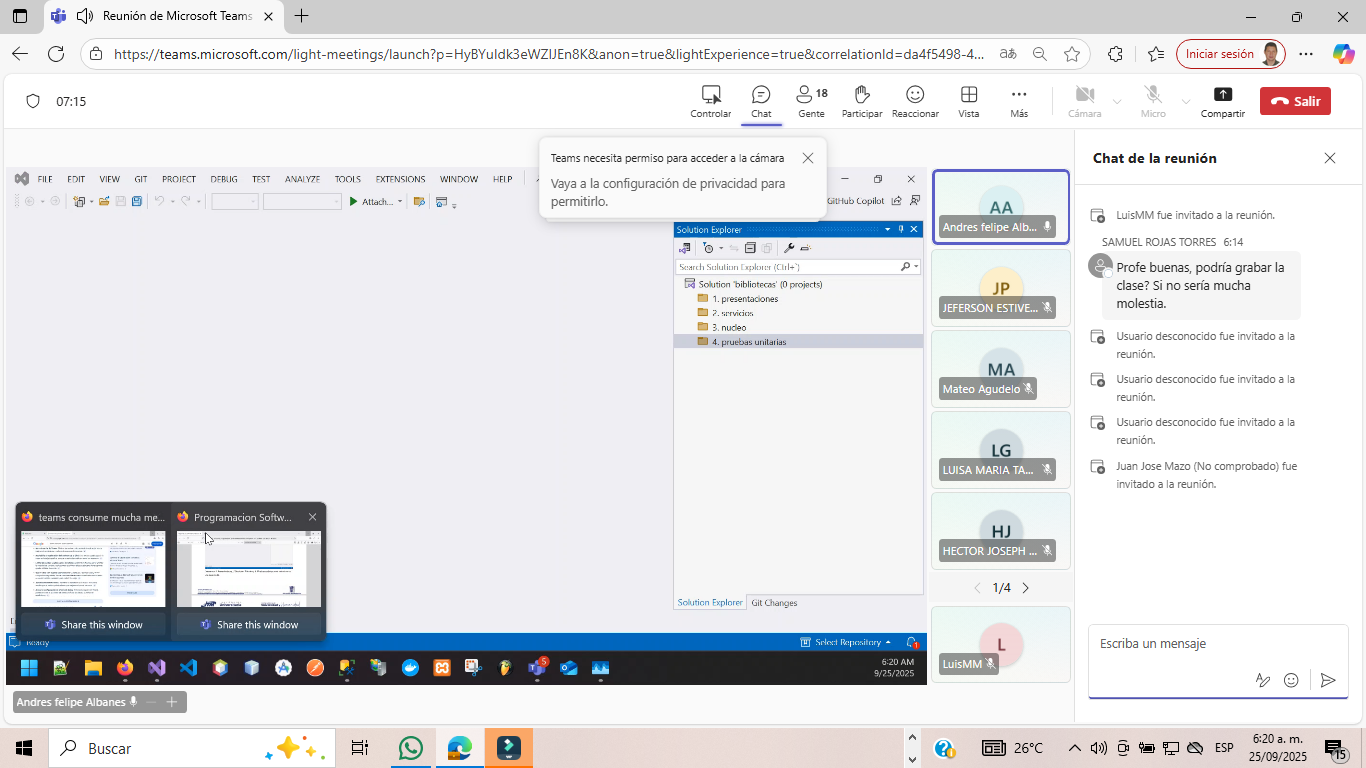 Reunión de Microsoft Teams
https://teams.microsoft.com/light-meetings/launch?p=HyBYuIdk3eWZlJEn8K&anon=true&lightExperience=true&correlationId=da4f5498-4...
Iniciar sesión
07:15
Controlar
Chat
18
Gente
Participar
Reaccionar
Vista
Más
Cámara
Micro
Compartir
Salir
Teams necesita permiso para acceder a la cámara
Vaya a la configuración de privacidad para
permitirlo.
FILE EDIT VIEW GIT PROJECT DEBUG TEST ANALYZE TOOLS EXTENSIONS WINDOW HELP
Attach...
GitHub Copilot
Solution Explorer
Search Solution Explorer (Ctrl+`)
Solution 'bibliotecas' (0 projects)
1. presentaciones
2. servicios
3. nucleo
4. pruebas unitarias
Solution Explorer Git Changes
teams consume mucha me...
Programacion Softw...
Share this window
Share this window
Ready
Select Repository
1
5
6:20 AM
9/25/2025
Andres felipe Albanes
AA
Andres felipe Alb...
JP
JEFERSON ESTIVE...
MA
Mateo Agudelo
LG
LUISA MARIA TA...
HJ
HECTOR JOSEPH ...
1/4
L
LuisMM
Chat de la reunión
LuisMM fue invitado a la reunión.
SAMUEL ROJAS TORRES 6:14
Profe buenas, podría grabar la
clase? Si no sería mucha
molestia.
Usuario desconocido fue invitado a la
reunión.
Usuario desconocido fue invitado a la
reunión.
Usuario desconocido fue invitado a la
reunión.
Juan Jose Mazo (No comprobado) fue
invitado a la reunión.
Escriba un mensaje
Buscar
26°C
ESP
6:20 a. m.
25/09/2025
15